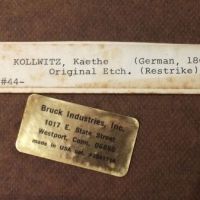 KOLLWITZ, Kaethe (German, 18
Original Etch. (Restrike)
#44-
Bruck Industries, Inc.
1017 E. State Street
Westport, Conn. 06880
made in USA